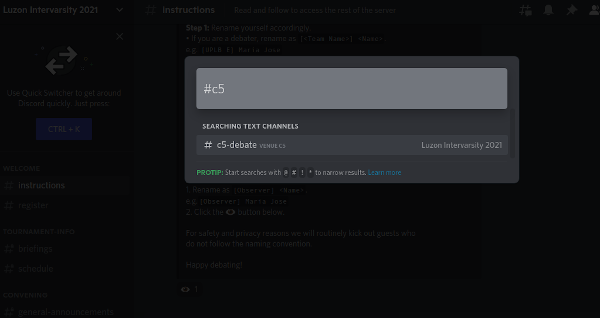 Luzon Intervarsity 2021
# instructions
Read and follow to access the rest of the server.
Step 1: Rename yourself accordingly.
• If you are a debater, rename as: [<Team Name>] <Name>
e.g. [UPLB A] Maria Jose
Use Quick Switcher to get around
Discord quickly. Just press:
CTRL + K
#c5
SEARCHING TEXT CHANNELS
# c5-debate VENUE C5
Luzon Intervarsity 2021
PROTIP: Start searches with @ # ! * to narrow results. Learn more
WELCOME
# instructions
# register
TOURNAMENT INFO
# briefings
# schedule
CONVENORS
# general-announcements
1. Rename as: [Observer] <Name>
e.g. [Observer] Maria Jose
2. Click the button below.
For safety and privacy reasons we will routinely kick out guests who
do not follow the naming convention.
Happy debating!
1